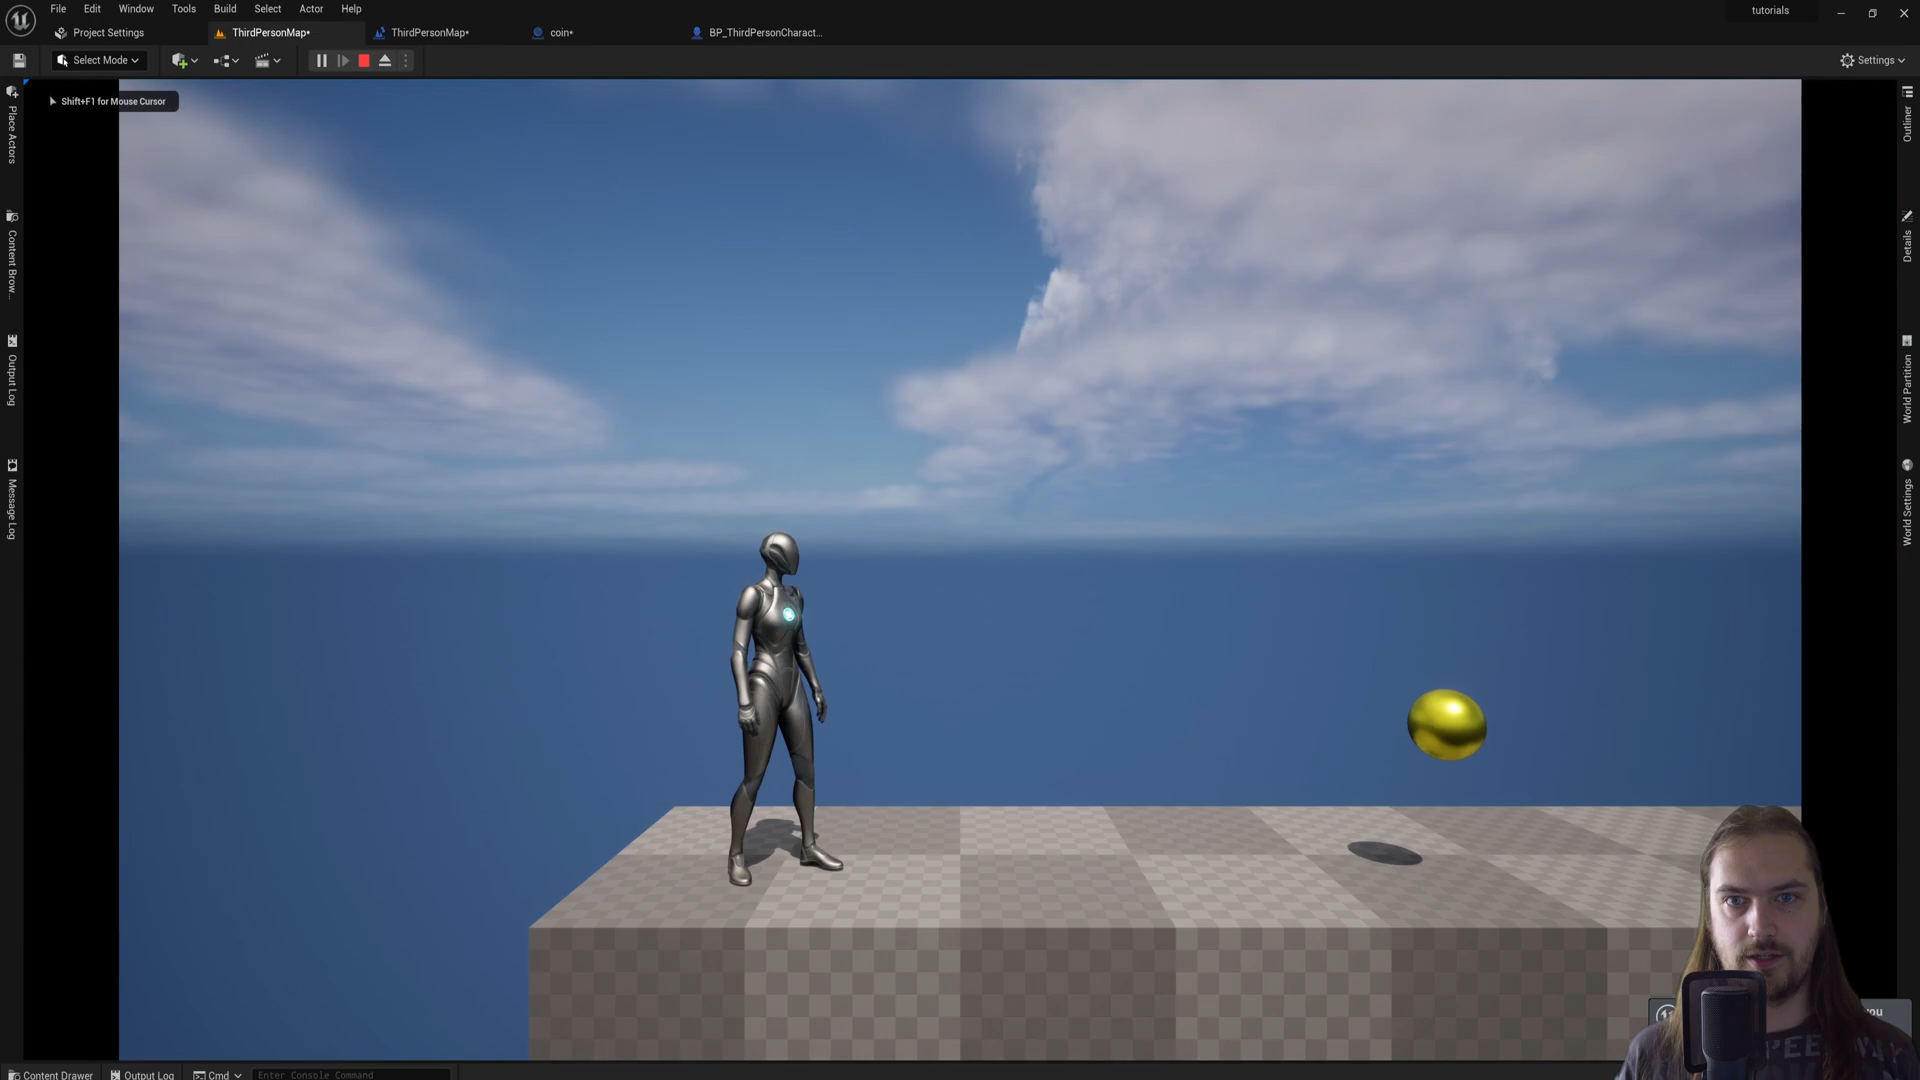 File Edit Window Tools Build Select Actor Help
tutorials
Project Settings
ThirdPersonMap*
ThirdPersonMap*
coin*
BP_ThirdPersonCharact...
Select Mode
Settings
Shift+F1 for Mouse Cursor
Place Actors
Content Brow...
Output Log
Message Log
Outliner
Details
World Partition
World Settings
you
Content Drawer
Output Log
Cmd
Enter Console Command